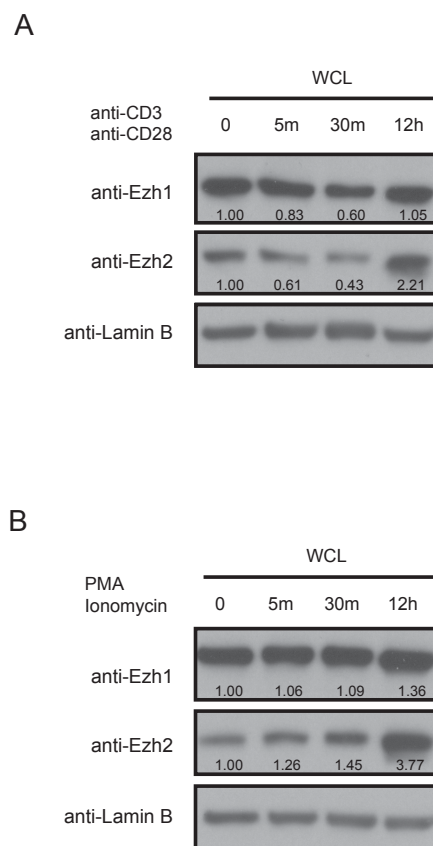 A
WCL
anti-CD3
anti-CD28
0 5m 30m 12h
anti-Ezh1
1.00 0.83 0.60 1.05
anti-Ezh2
1.00 0.61 0.43 2.21
anti-Lamin B
B
WCL
PMA
Ionomycin
0 5m 30m 12h
anti-Ezh1
1.00 1.06 1.09 1.36
anti-Ezh2
1.00 1.26 1.45 3.77
anti-Lamin B